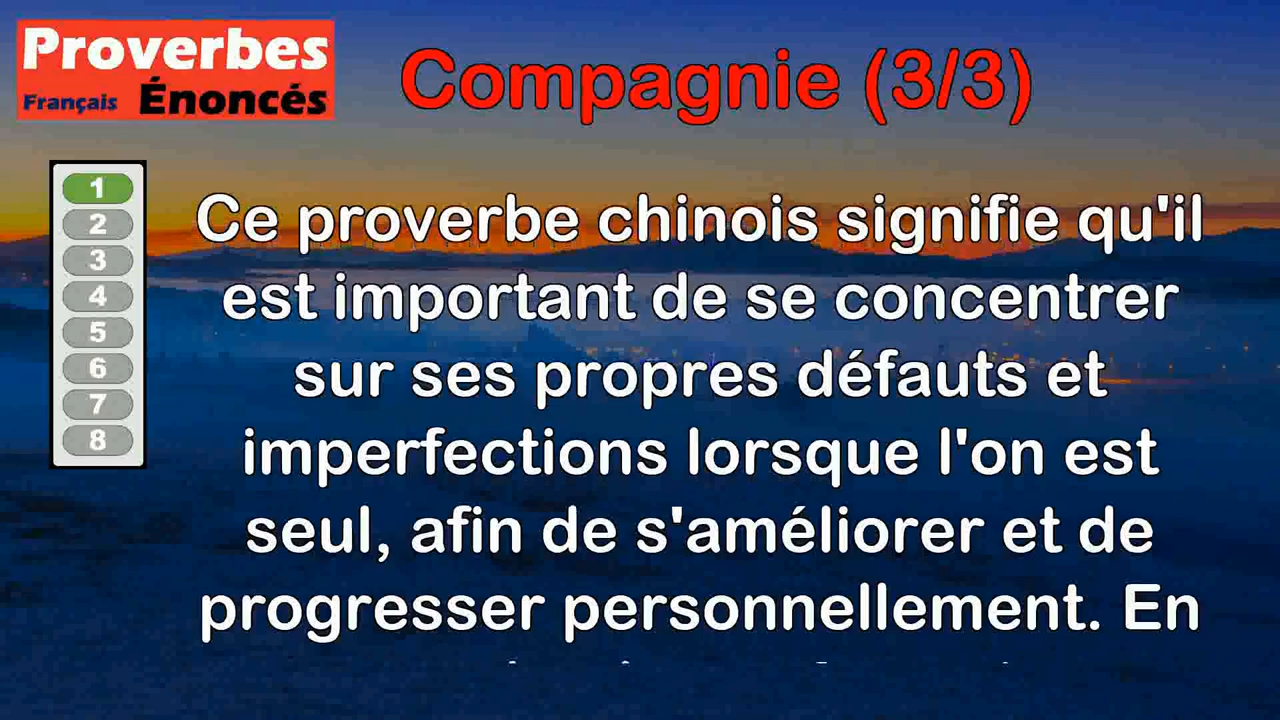 Proverbes
Français Énoncés
Compagnie (3/3)
1
2
3
4
5
6
7
8
Ce proverbe chinois signifie qu'il
est important de se concentrer
sur ses propres défauts et
imperfections lorsque l'on est
seul, afin de s'améliorer et de
progresser personnellement. En